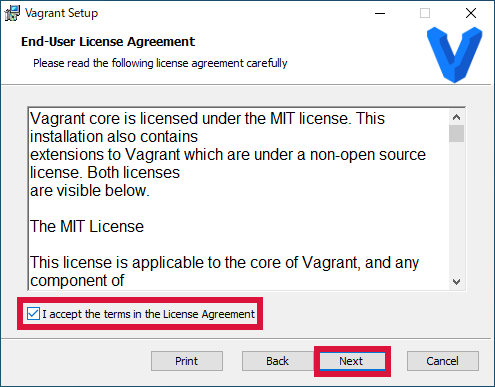 Vagrant Setup
End-User License Agreement
Please read the following license agreement carefully
Vagrant core is licensed under the MIT license. This
installation also contains
extensions to Vagrant which are under a non-open source
license. Both licenses
are visible below.
The MIT License
This license is applicable to the core of Vagrant, and any
component of
I accept the terms in the License Agreement
Print Back Next Cancel